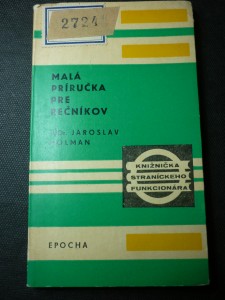 2724
MALÁ
PRÍRUČKA
PRE
REČNÍKOV
JAROSLAV
KNIŽNIČKA
STRANÍCKEHO
FUNKCIONÁRA
EPOCHA